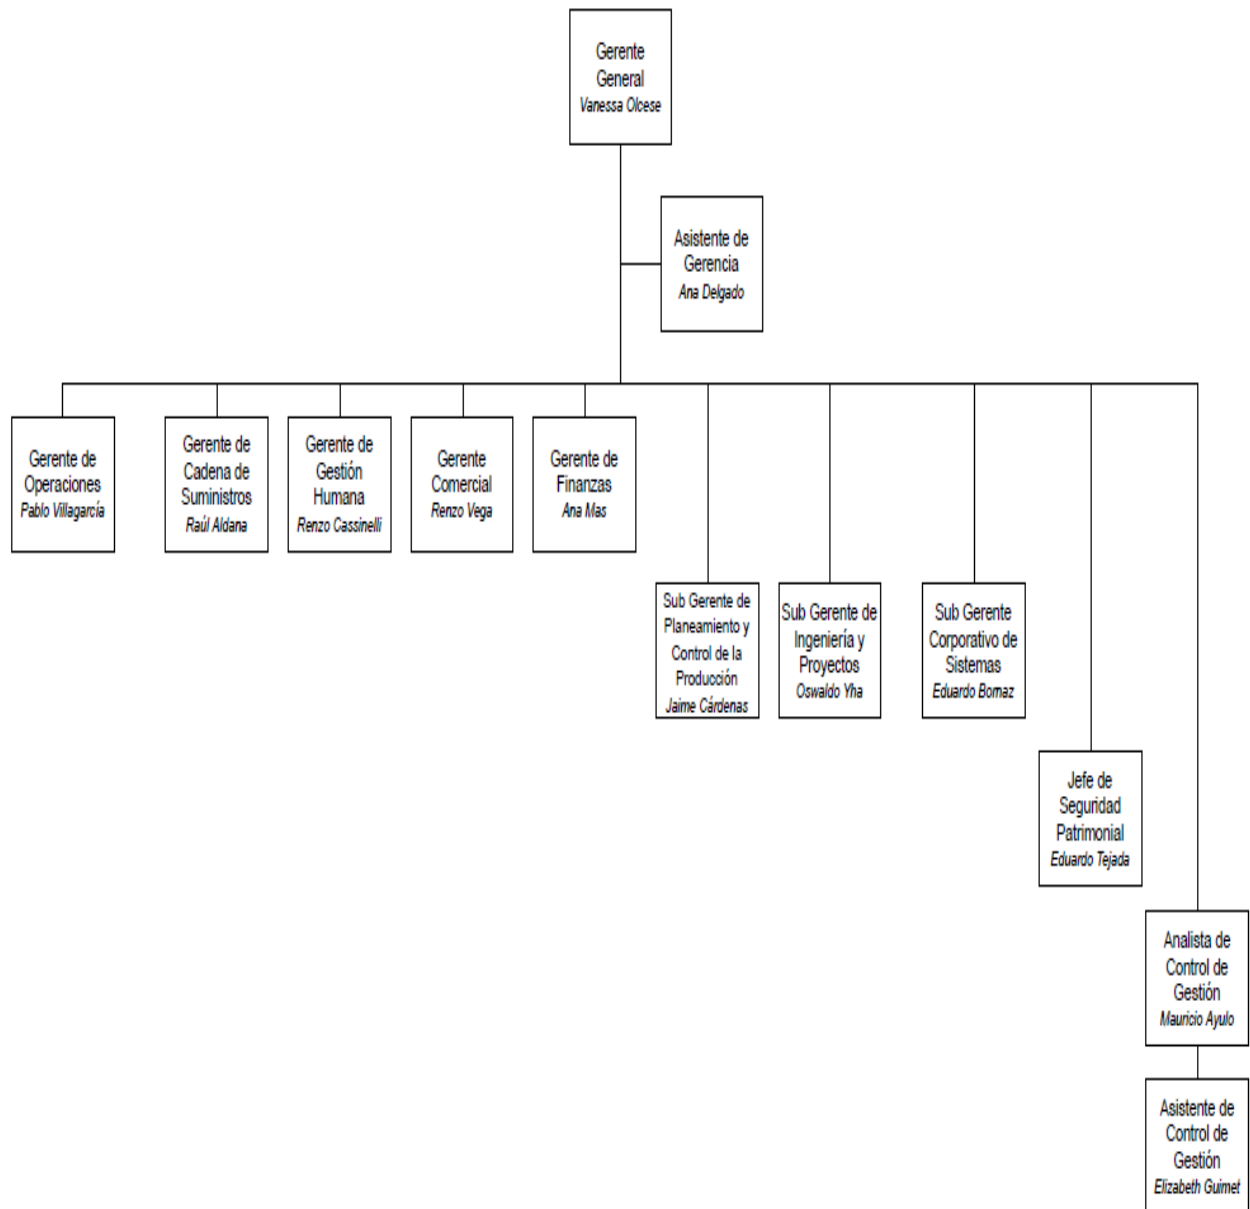 Gerente
General
Vanessa Olcese
Asistente de
Gerencia
Ana Delgado
Gerente de
Operaciones
Pablo Villagarcía
Gerente de
Cadena de
Suministros
Raúl Aldana
Gerente de
Gestión
Humana
Renzo Cassinelli
Gerente
Comercial
Renzo Vega
Gerente de
Finanzas
Ana Mas
Sub Gerente de
Planeamiento y
Control de la
Producción
Jaime Cárdenas
Sub Gerente de
Ingeniería y
Proyectos
Oswaldo Yha
Sub Gerente
Corporativo de
Sistemas
Eduardo Bornaz
Jefe de
Seguridad
Patrimonial
Eduardo Tejada
Analista de
Control de
Gestión
Mauricio Ayulo
Asistente de
Control de
Gestión
Elizabeth Guimet